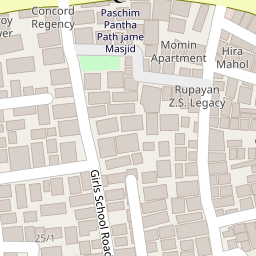 Concord
Regency
Paschim
Pantha
Path jame
Masjid
Momin
Apartment
Hira
Mahol
Rupayan
Z.S. Legacy
Girls School Road
25/1